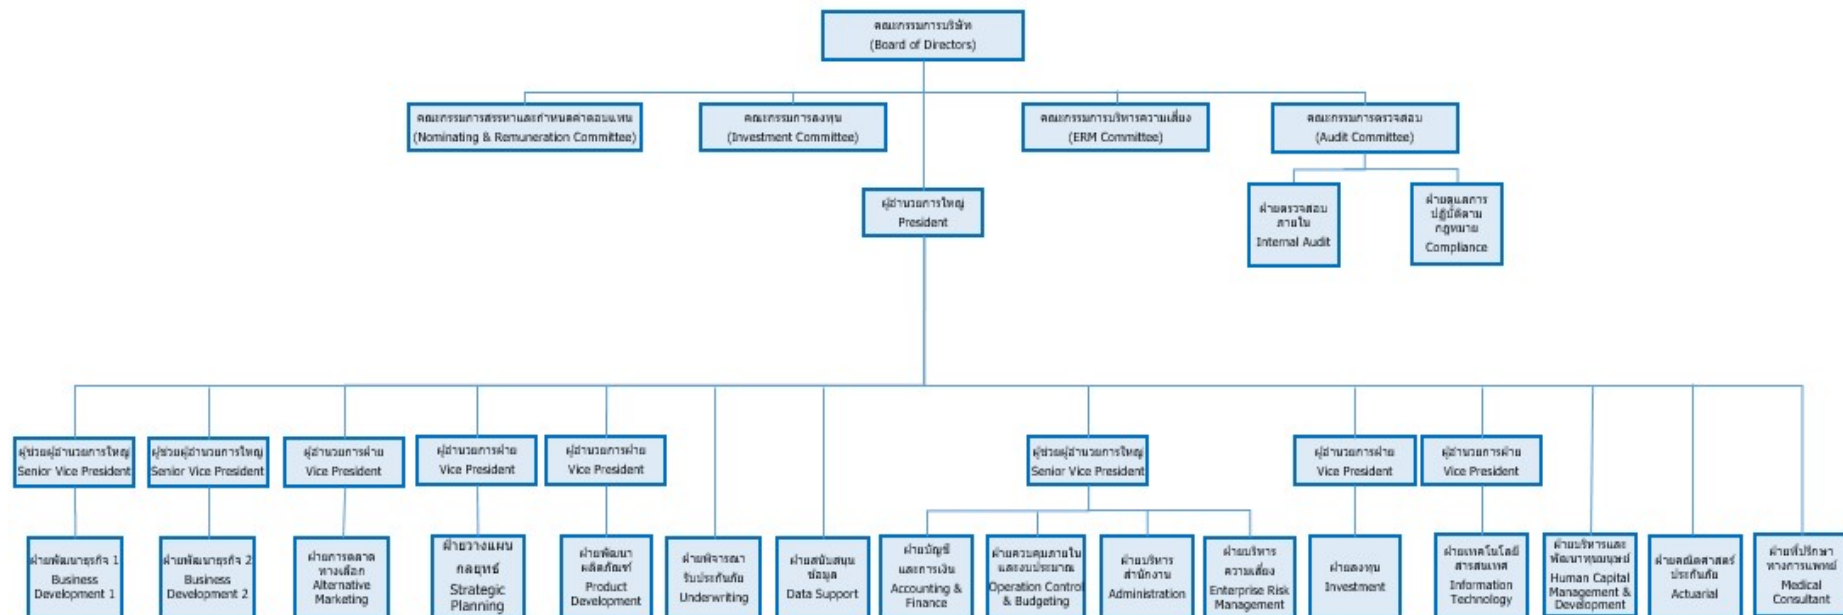 คณะกรรมการบริษัท
(Board of Directors)
คณะกรรมการสรรหาและกำหนดค่าตอบแทน
(Nominating & Remuneration Committee)
คณะกรรมการลงทุน
(Investment Committee)
คณะกรรมการบริหารความเสี่ยง
(ERM Committee)
คณะกรรมการตรวจสอบ
(Audit Committee)
ผู้อำนวยการใหญ่
President
ฝ่ายตรวจสอบ
ภายใน
Internal Audit
ฝ่ายดูแลการ
ปฏิบัติตาม
กฎหมาย
Compliance
ผู้ช่วยผู้อำนวยการใหญ่
Senior Vice President
ผู้ช่วยผู้อำนวยการใหญ่
Senior Vice President
ผู้อำนวยการฝ่าย
Vice President
ผู้อำนวยการฝ่าย
Vice President
ผู้อำนวยการฝ่าย
Vice President
ผู้ช่วยผู้อำนวยการใหญ่
Senior Vice President
ผู้อำนวยการฝ่าย
Vice President
ผู้อำนวยการฝ่าย
Vice President
ฝ่ายพัฒนาธุรกิจ 1
Business
Development 1
ฝ่ายพัฒนาธุรกิจ 2
Business
Development 2
ฝ่ายการตลาด
ทางเลือก
Alternative
Marketing
ฝ่ายวางแผน
กลยุทธ์
Strategic
Planning
ฝ่ายพัฒนา
ผลิตภัณฑ์
Product
Development
ฝ่ายพิจารณา
รับประกันภัย
Underwriting
ฝ่ายสนับสนุน
ข้อมูล
Data Support
ฝ่ายบัญชี
และการเงิน
Accounting &
Finance
ฝ่ายควบคุมภายใน
และงบประมาณ
Operation Control
& Budgeting
ฝ่ายบริหาร
สำนักงาน
Administration
ฝ่ายบริหาร
ความเสี่ยง
Enterprise Risk
Management
ฝ่ายลงทุน
Investment
ฝ่ายเทคโนโลยี
สารสนเทศ
Information
Technology
ฝ่ายบริหารและ
พัฒนาทุนมนุษย์
Human Capital
Management &
Development
ฝ่ายคณิตศาสตร์
ประกันภัย
Actuarial
ฝ่ายที่ปรึกษา
ทางการแพทย์
Medical
Consultant